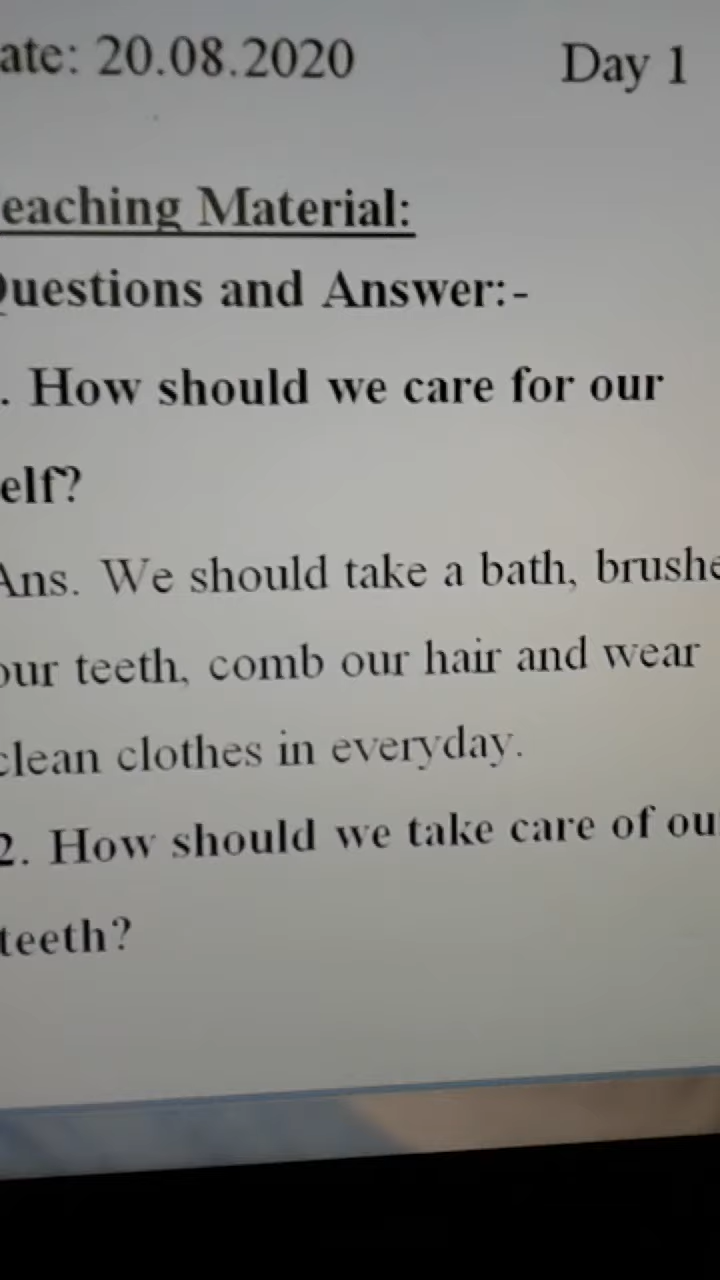 ate: 20.08.2020 Day 1
eaching Material:
Questions and Answer:-
. How should we care for our
elf?
Ans. We should take a bath, brushe
our teeth, comb our hair and wear
clean clothes in everyday.
2. How should we take care of ou
teeth?